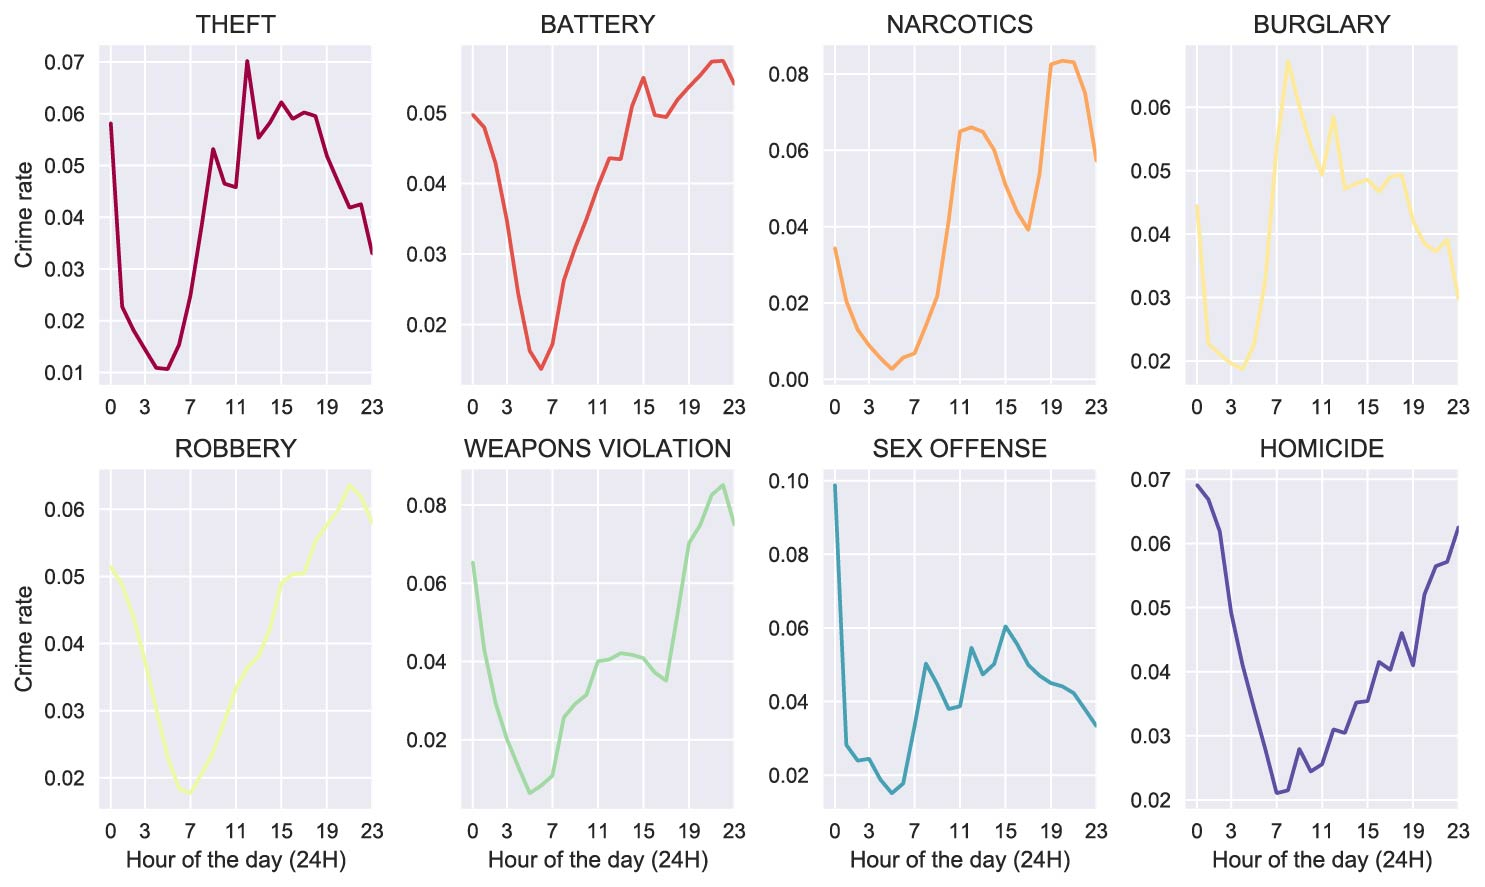 THEFT BATTERY NARCOTICS BURGLARY
Crime rate
0.07
0.06
0.05
0.04
0.03
0.02
0.01
0 3 7 11 15 19 23
0.05
0.04
0.03
0.02
0 3 7 11 15 19 23
0.08
0.06
0.04
0.02
0.00
0 3 7 11 15 19 23
0.06
0.05
0.04
0.03
0.02
0 3 7 11 15 19 23
ROBBERY WEAPONS VIOLATION SEX OFFENSE HOMICIDE
Crime rate
0.06
0.05
0.04
0.03
0.02
0 3 7 11 15 19 23
Hour of the day (24H)
0.08
0.06
0.04
0.02
0 3 7 11 15 19 23
Hour of the day (24H)
0.10
0.08
0.06
0.04
0.02
0 3 7 11 15 19 23
Hour of the day (24H)
0.07
0.06
0.05
0.04
0.03
0.02
0 3 7 11 15 19 23
Hour of the day (24H)